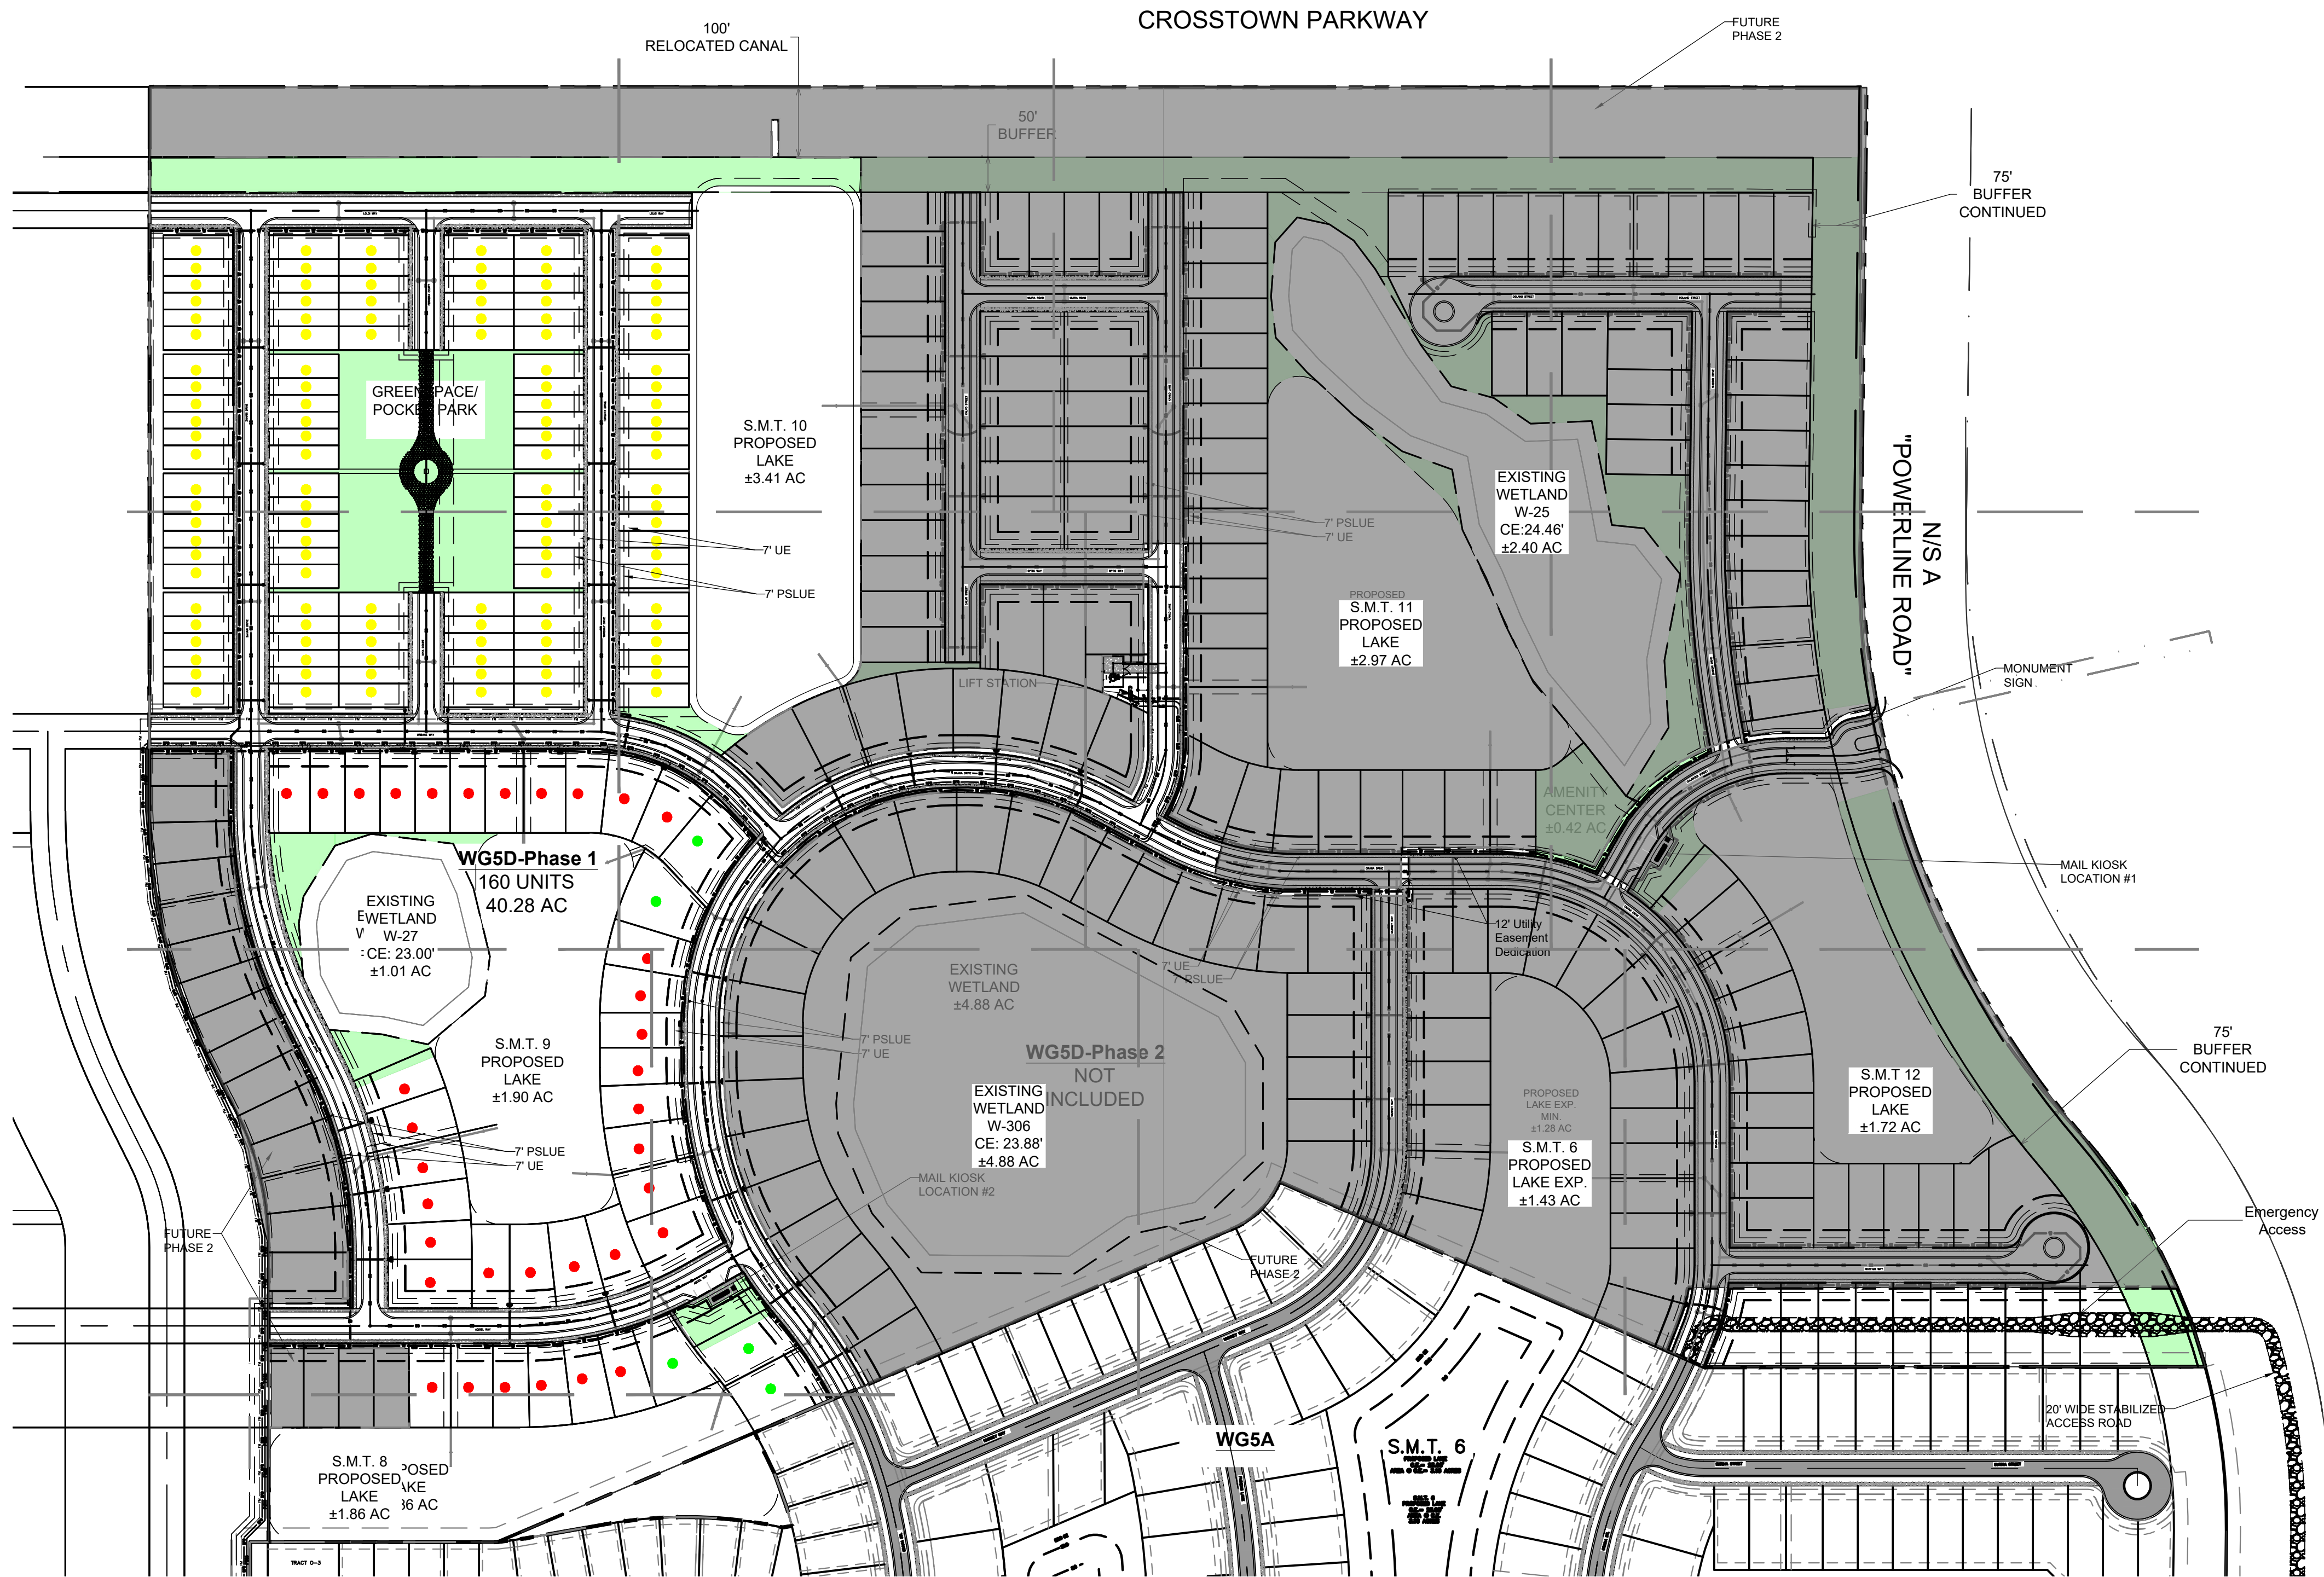 CROSSTOWN PARKWAY
100'
RELOCATED CANAL
FUTURE
PHASE 2
50'
BUFFER
75'
BUFFER
CONTINUED
GREEN PACE/
POCKE PARK
S.M.T. 10
PROPOSED
LAKE
±3.41 AC
7' UE
7' PSLUE
7' PSLUE
7' UE
EXISTING
WETLAND
W-25
CE:24.46'
±2.40 AC
PROPOSED
S.M.T. 11
PROPOSED
LAKE
±2.97 AC
N/S A
"POWERLINE ROAD"
MONUMENT
SIGN
LIFT STATION
AMENITY
CENTER
±0.42 AC
MAIL KIOSK
LOCATION #1
WG5D-Phase 1
160 UNITS
40.28 AC
EXISTING
WETLAND
W-27
CE: 23.00'
±1.01 AC
12' Utility
Easement
Dedication
7' UE
7' PSLUE
EXISTING
WETLAND
±4.88 AC
7' PSLUE
7' UE
WG5D-Phase 2
NOT
INCLUDED
EXISTING
WETLAND
W-306
CE: 23.88'
±4.88 AC
S.M.T. 9
PROPOSED
LAKE
±1.90 AC
7' PSLUE
7' UE
MAIL KIOSK
LOCATION #2
PROPOSED
LAKE EXP.
MIN.
±1.28 AC
S.M.T. 6
PROPOSED
LAKE EXP.
±1.43 AC
S.M.T 12
PROPOSED
LAKE
±1.72 AC
75'
BUFFER
CONTINUED
Emergency
Access
FUTURE
PHASE 2
FUTURE
PHASE 2
20' WIDE STABILIZED
ACCESS ROAD
WG5A
S.M.T. 6
S.M.T. 8
PROPOSED
LAKE
±1.86 AC
POSED
AKE
36 AC
TRACT O-3